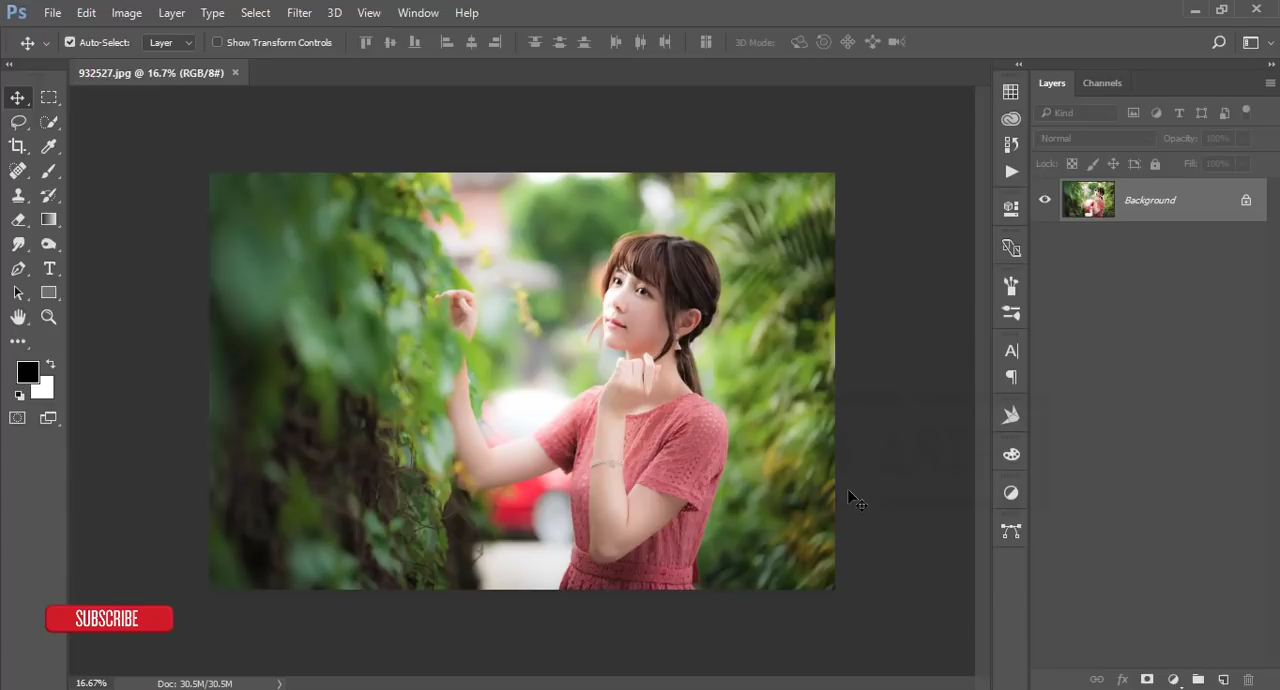 Ps File Edit Image Layer Type Select Filter 3D View Window Help
Auto-Select: Layer Show Transform Controls 3D Mode:
932527.jpg @ 16.7% (RGB/8#) ×
Layers Channels
Kind
Normal Opacity: 100%
Lock: Fill: 100%
Background
SUBSCRIBE
16.67% Doc: 30.5M/30.5M